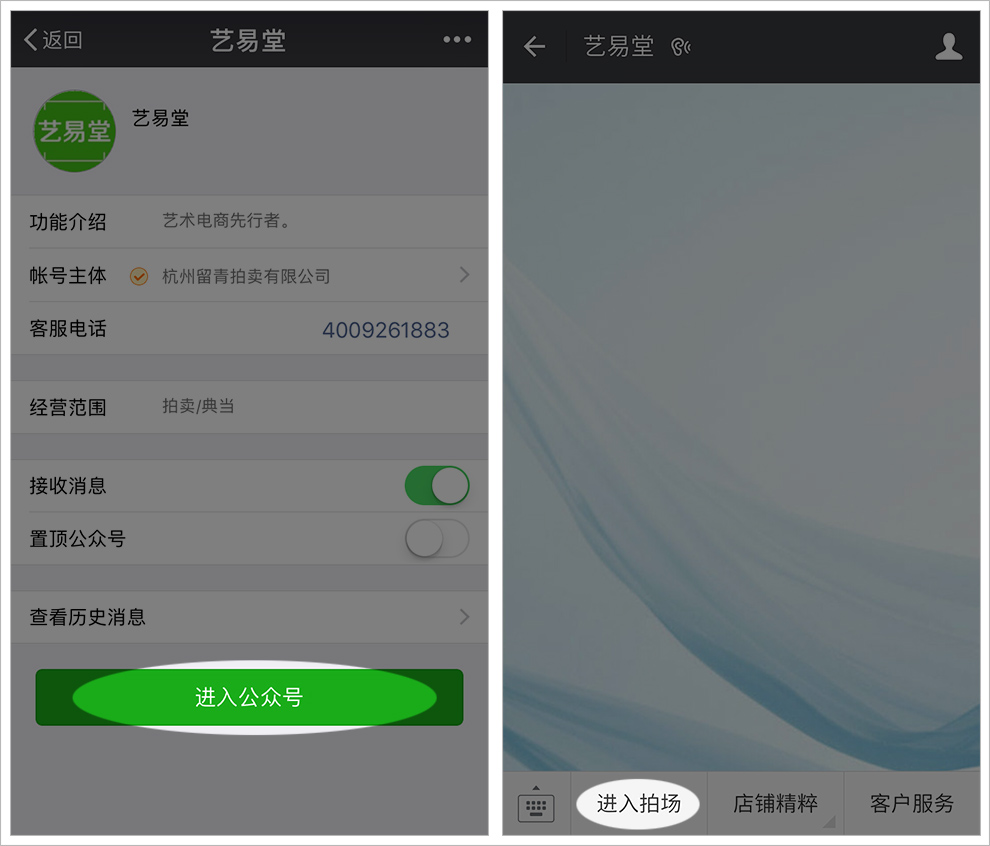 返回
艺易堂
艺易堂
艺易堂
功能介绍
艺术电商先行者。
帐号主体
杭州留青拍卖有限公司
客服电话
4009261883
经营范围
拍卖/典当
接收消息
置顶公众号
查看历史消息
进入公众号
艺易堂
进入拍场
店铺精粹
客户服务